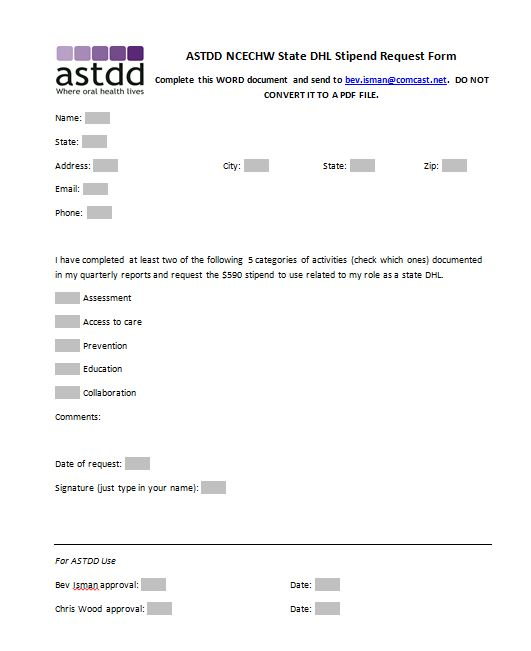 astdd
Where oral health lives
ASTDD NCECHW State DHL Stipend Request Form
Complete this WORD document and send to bev.isman@comcast.net. DO NOT
CONVERT IT TO A PDF FILE.
Name:
State:
Address: City: State: Zip:
Email:
Phone:
I have completed at least two of the following 5 categories of activities (check which ones) documented
in my quarterly reports and request the $590 stipend to use related to my role as a state DHL.
Assessment
Access to care
Prevention
Education
Collaboration
Comments:
Date of request:
Signature (just type in your name):
For ASTDD Use
Bev Isman approval: Date:
Chris Wood approval: Date: